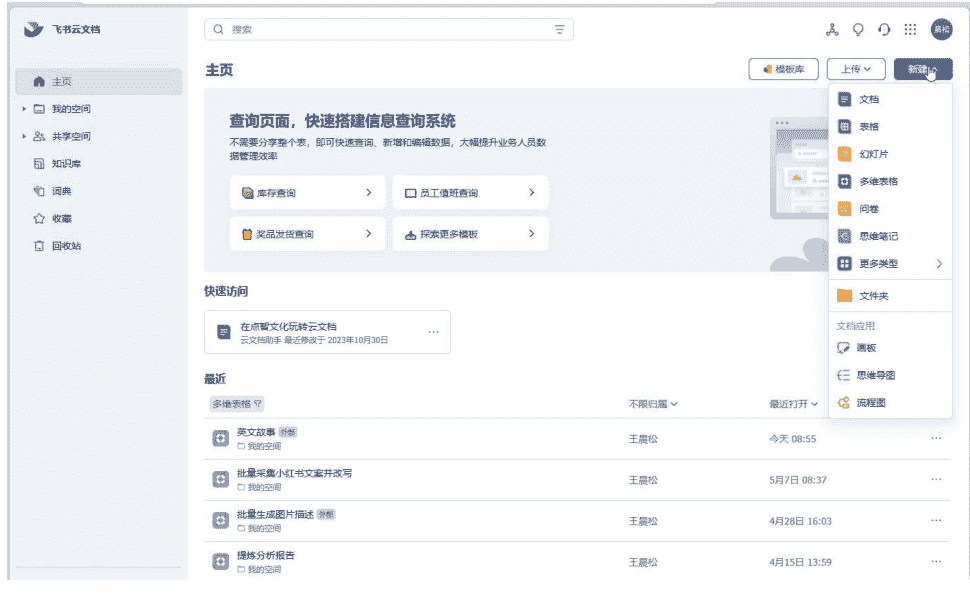 飞书云文档
搜索
晨松
主页
我的空间
共享空间
知识库
词典
收藏
回收站
主页
模板库
上传
新建
查询页面，快速搭建信息查询系统
不需要分享整个表，即可快速查询、新增和编辑数据，大幅提升业务人员数
据管理效率
库存查询
员工值班查询
奖品发货查询
探索更多模板
文档
表格
幻灯片
多维表格
问卷
思维笔记
更多类型
文件夹
文档应用
画板
思维导图
流程图
快速访问
在点智文化玩转云文档
云文档助手 最近修改于 2023年10月30日
···
最近
多维表格
不限归属
最近打开
英文故事 外部
我的空间
王晨松
今天 08:55
···
批量采集小红书文案并改写
我的空间
王晨松
5月7日 08:37
···
批量生成图片描述 外部
我的空间
王晨松
4月28日 16:03
···
提炼分析报告
我的空间
王晨松
4月15日 13:59
···